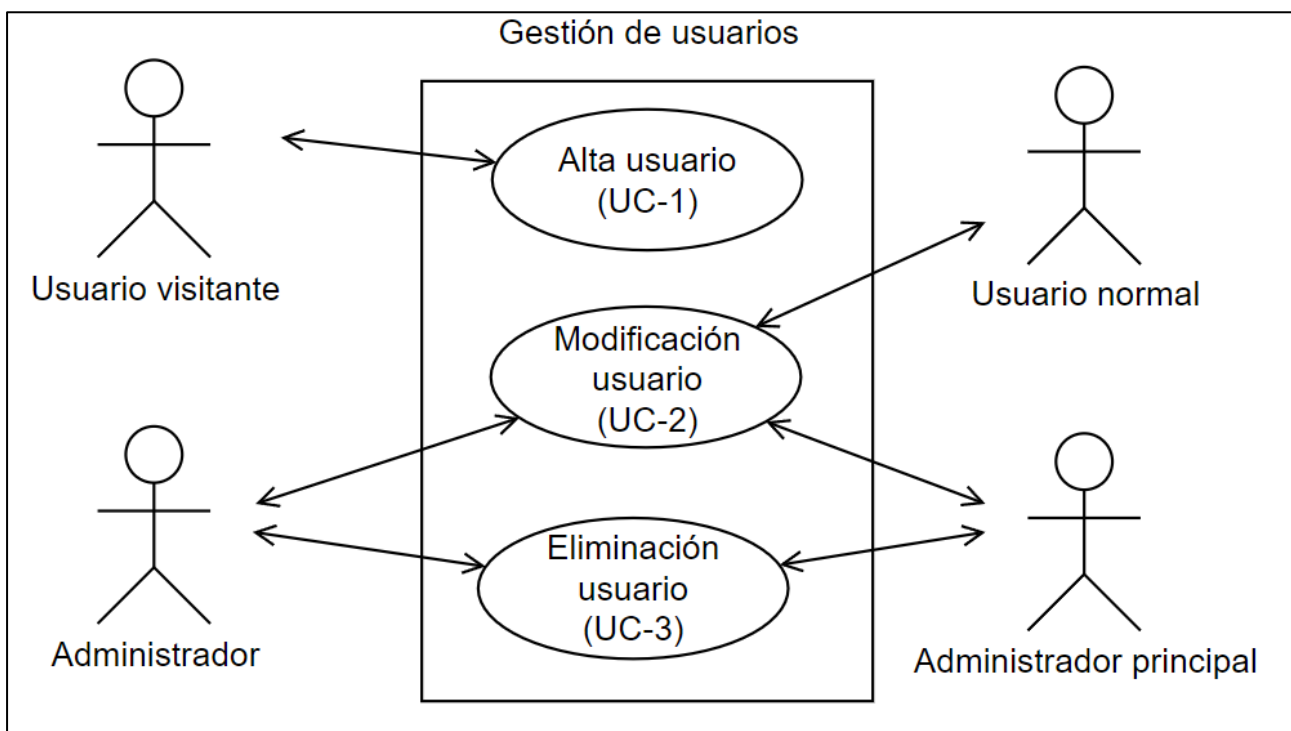 Gestión de usuarios
Alta usuario
(UC-1)
Usuario visitante
Usuario normal
Modificación
usuario
(UC-2)
Eliminación
usuario
(UC-3)
Administrador
Administrador principal